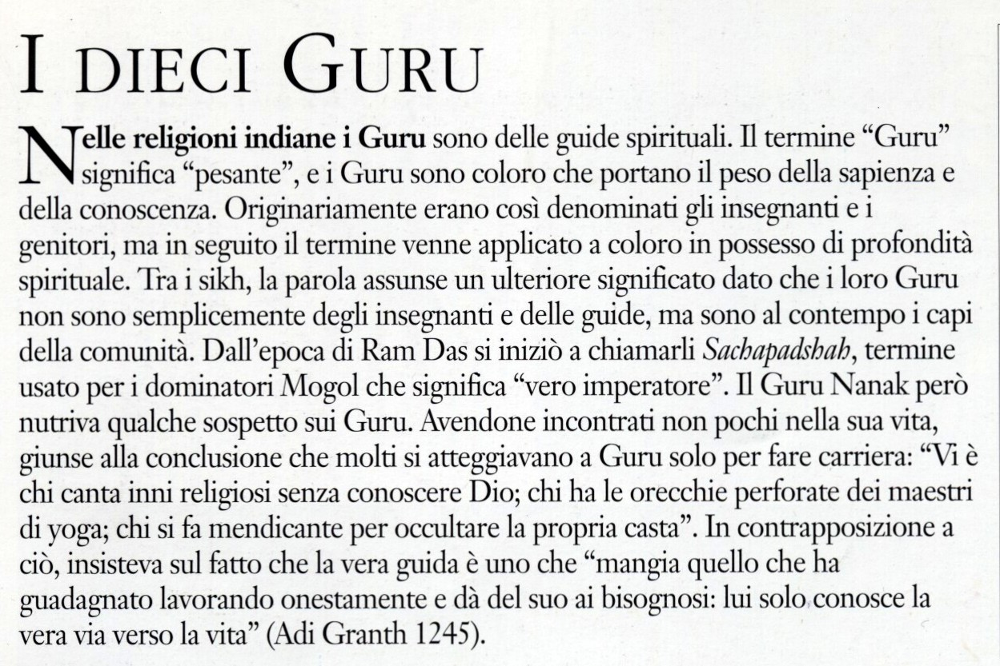 I DIECI GURU
Nelle religioni indiane i Guru sono delle guide spirituali. Il termine “Guru”
significa “pesante”, e i Guru sono coloro che portano il peso della sapienza e
della conoscenza. Originariamente erano così denominati gli insegnanti e i
genitori, ma in seguito il termine venne applicato a coloro in possesso di profondità
spirituale. Tra i sikh, la parola assunse un ulteriore significato dato che i loro Guru
non sono semplicemente degli insegnanti e delle guide, ma sono al contempo i capi
della comunità. Dall’epoca di Ram Das si iniziò a chiamarli Sachapadshah, termine
usato per i dominatori Mogol che significa “vero imperatore”. Il Guru Nanak però
nutriva qualche sospetto sui Guru. Avendone incontrati non pochi nella sua vita,
giunse alla conclusione che molti si atteggiavano a Guru solo per fare carriera: “Vi è
chi canta inni religiosi senza conoscere Dio; chi ha le orecchie perforate dei maestri
di yoga; chi si fa mendicante per occultare la propria casta”. In contrapposizione a
ciò, insisteva sul fatto che la vera guida è uno che “mangia quello che ha
guadagnato lavorando onestamente e dà del suo ai bisognosi: lui solo conosce la
vera via verso la vita” (Adi Granth 1245).